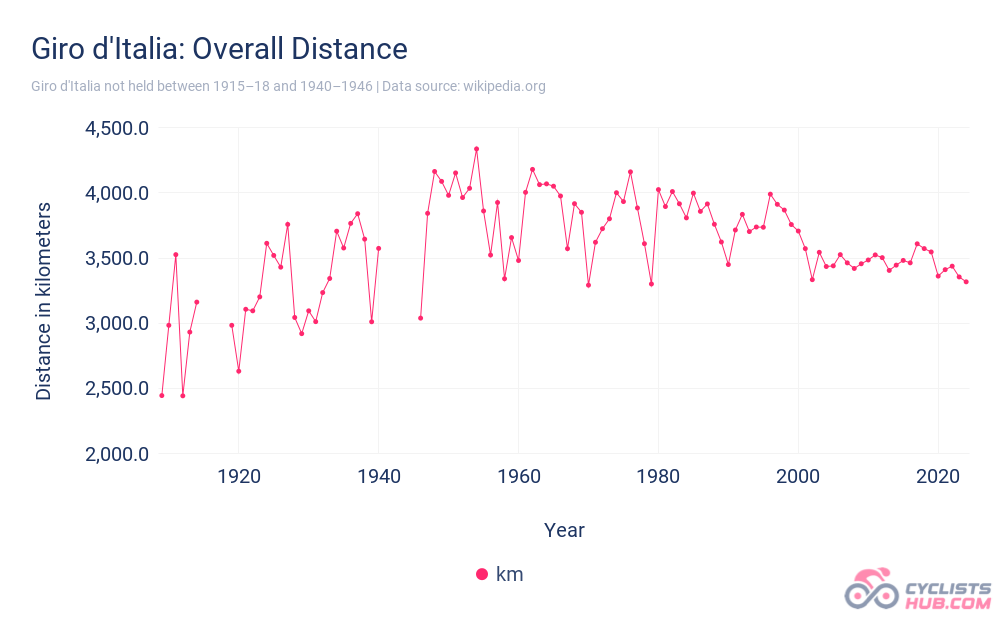 Giro d'Italia: Overall Distance
Giro d'Italia not held between 1915–18 and 1940–1946 | Data source: wikipedia.org
4,500.0
4,000.0
3,500.0
3,000.0
2,500.0
2,000.0
Distance in kilometers
1920 1940 1960 1980 2000 2020
Year
km
CYCLISTS
HUB.COM